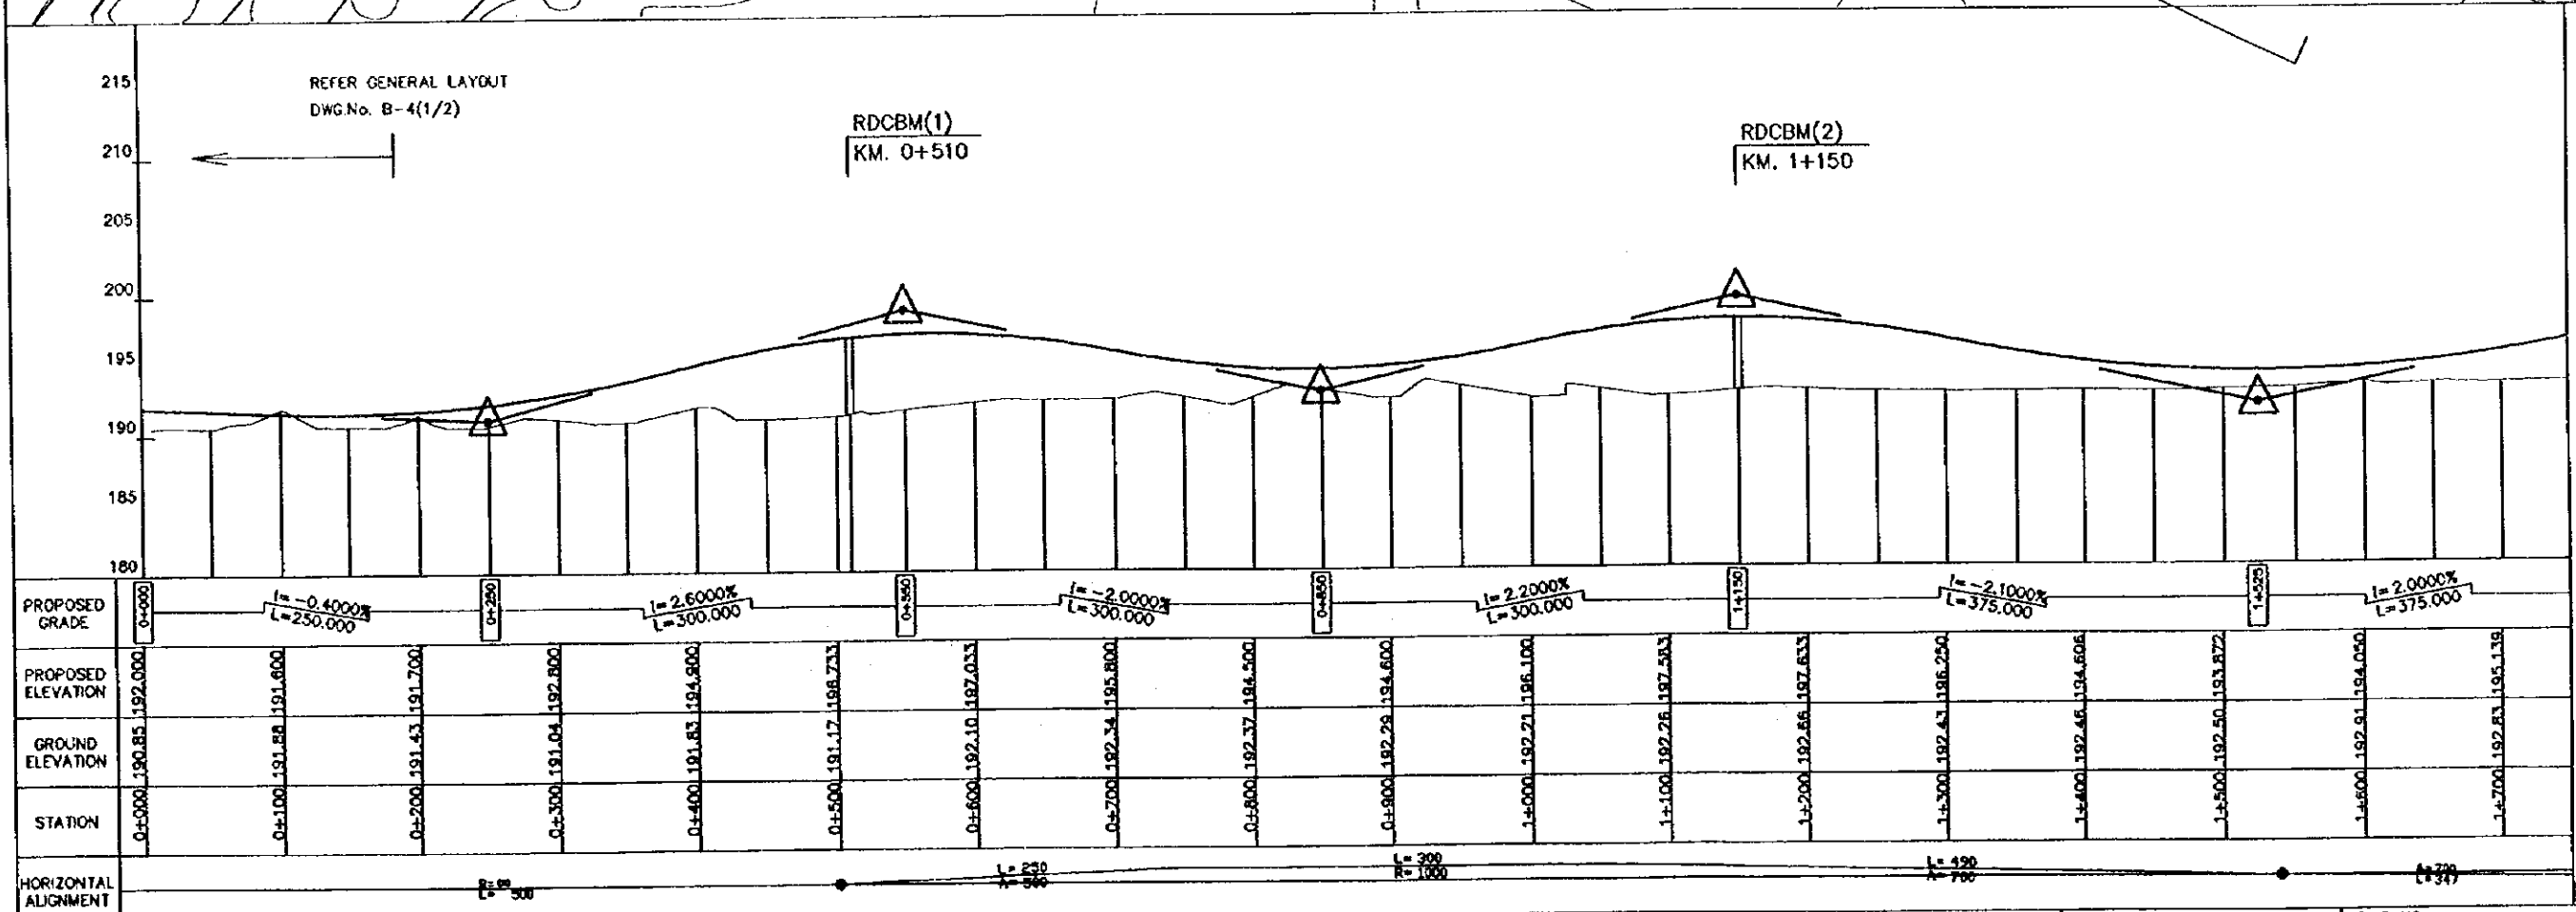 REFER GENERAL LAYOUT
DWG.No. B-4(1/2)
RDCBM(1)
KM. 0+510
RDCBM(2)
KM. 1+150
215
210
205
200
195
190
185
180
PROPOSED GRADE
0+000
I= -0.4000%
L=250.000
0+250
I= 2.6000%
L=300.000
0+550
I= -2.0000%
L=300.000
0+850
I= 2.2000%
L=300.000
1+150
I= -2.1000%
L=375.000
1+525
I= 2.0000%
L=375.000
PROPOSED ELEVATION
192.000 191.600 191.700 192.800 194.900 196.733 197.033 195.800 194.500 194.600 196.100 197.533 197.633 196.250 194.606 193.872 194.050 195.139
GROUND ELEVATION
190.85 191.88 191.43 191.04 191.83 191.17 192.10 192.34 192.37 192.29 192.21 192.26 192.66 192.43 192.46 192.50 192.91 192.83
STATION
0+000 0+100 0+200 0+300 0+400 0+500 0+600 0+700 0+800 0+900 1+000 1+100 1+200 1+300 1+400 1+500 1+600 1+700
HORIZONTAL ALIGNMENT
R=∞
L= 500
L= 250
A= 500
L= 300
R= 1000
L= 490
A= 700
A= 700
L=347